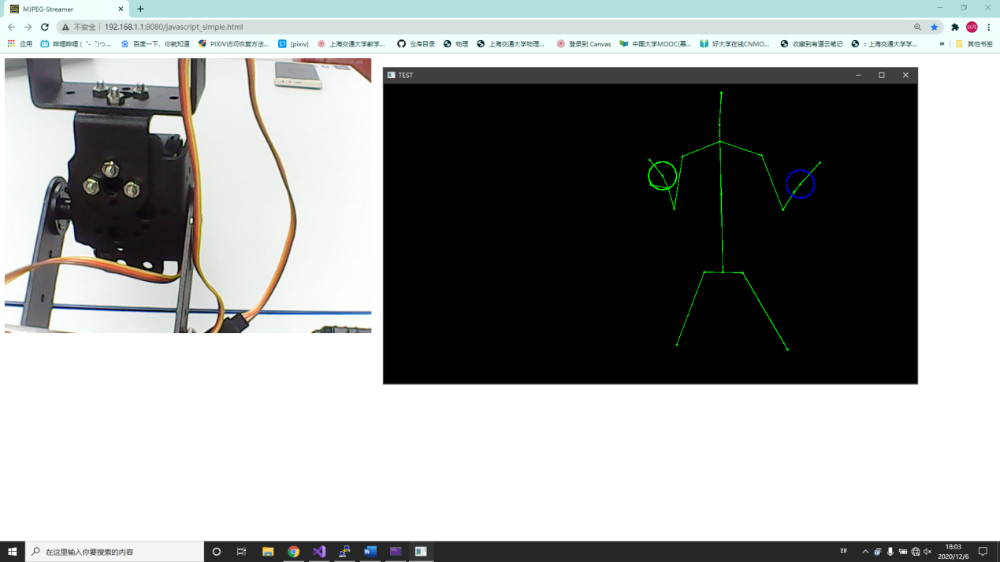 MJPEG-Streamer
不安全 192.168.1.1:8080/javascript_simple.html
应用 哔哩哔哩 ( ゜- ゜)つ... 百度一下，你就知道 PIXIV访问恢复方法... [pixiv] 上海交通大学教学... 仓库目录 物理 上海交通大学物理... 登录到 Canvas 中国大学MOOC(慕... 好大学在线CNMO... 收藏到有道云笔记 :: 上海交通大学学... » 其他书签
TEST
在这里输入你要搜索的内容
EN
18:03
2020/12/6